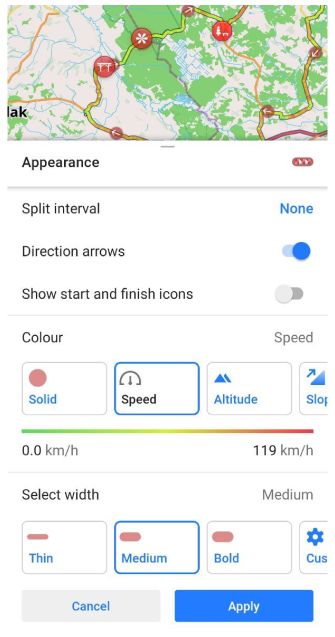 lak
Appearance
Split interval None
Direction arrows
Show start and finish icons
Colour Speed
Solid Speed Altitude Slop
0.0 km/h 119 km/h
Select width Medium
Thin Medium Bold Cus
Cancel Apply